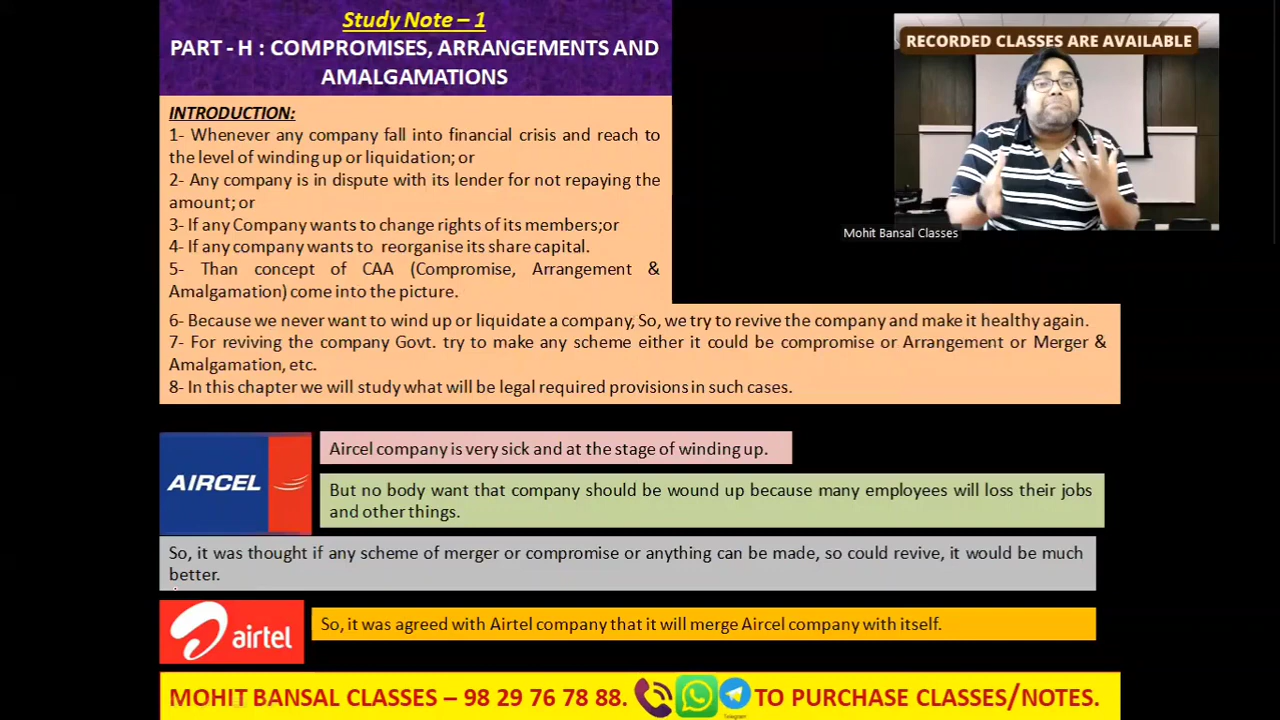 Study Note – 1
PART - H : COMPROMISES, ARRANGEMENTS AND
AMALGAMATIONS
RECORDED CLASSES ARE AVAILABLE
Mohit Bansal Classes
INTRODUCTION:
1- Whenever any company fall into financial crisis and reach to
the level of winding up or liquidation; or
2- Any company is in dispute with its lender for not repaying the
amount; or
3- If any Company wants to change rights of its members;or
4- If any company wants to reorganise its share capital.
5- Than concept of CAA (Compromise, Arrangement &
Amalgamation) come into the picture.
6- Because we never want to wind up or liquidate a company, So, we try to revive the company and make it healthy again.
7- For reviving the company Govt. try to make any scheme either it could be compromise or Arrangement or Merger &
Amalgamation, etc.
8- In this chapter we will study what will be legal required provisions in such cases.
AIRCEL
Aircel company is very sick and at the stage of winding up.
But no body want that company should be wound up because many employees will loss their jobs
and other things.
So, it was thought if any scheme of merger or compromise or anything can be made, so could revive, it would be much
better.
airtel
So, it was agreed with Airtel company that it will merge Aircel company with itself.
MOHIT BANSAL CLASSES – 98 29 76 78 88. TO PURCHASE CLASSES/NOTES.
Telegram